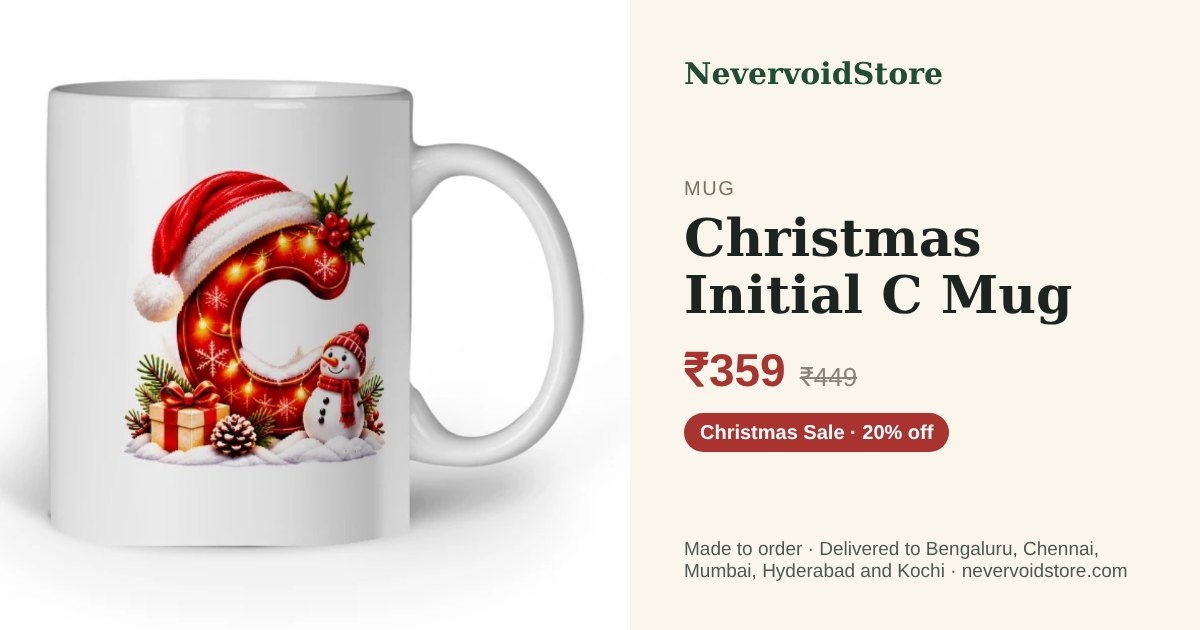 C
NevervoidStore
MUG
Christmas
Initial C Mug
₹359 ₹449
Christmas Sale · 20% off
Made to order · Delivered to Bengaluru, Chennai,
Mumbai, Hyderabad and Kochi · nevervoidstore.com